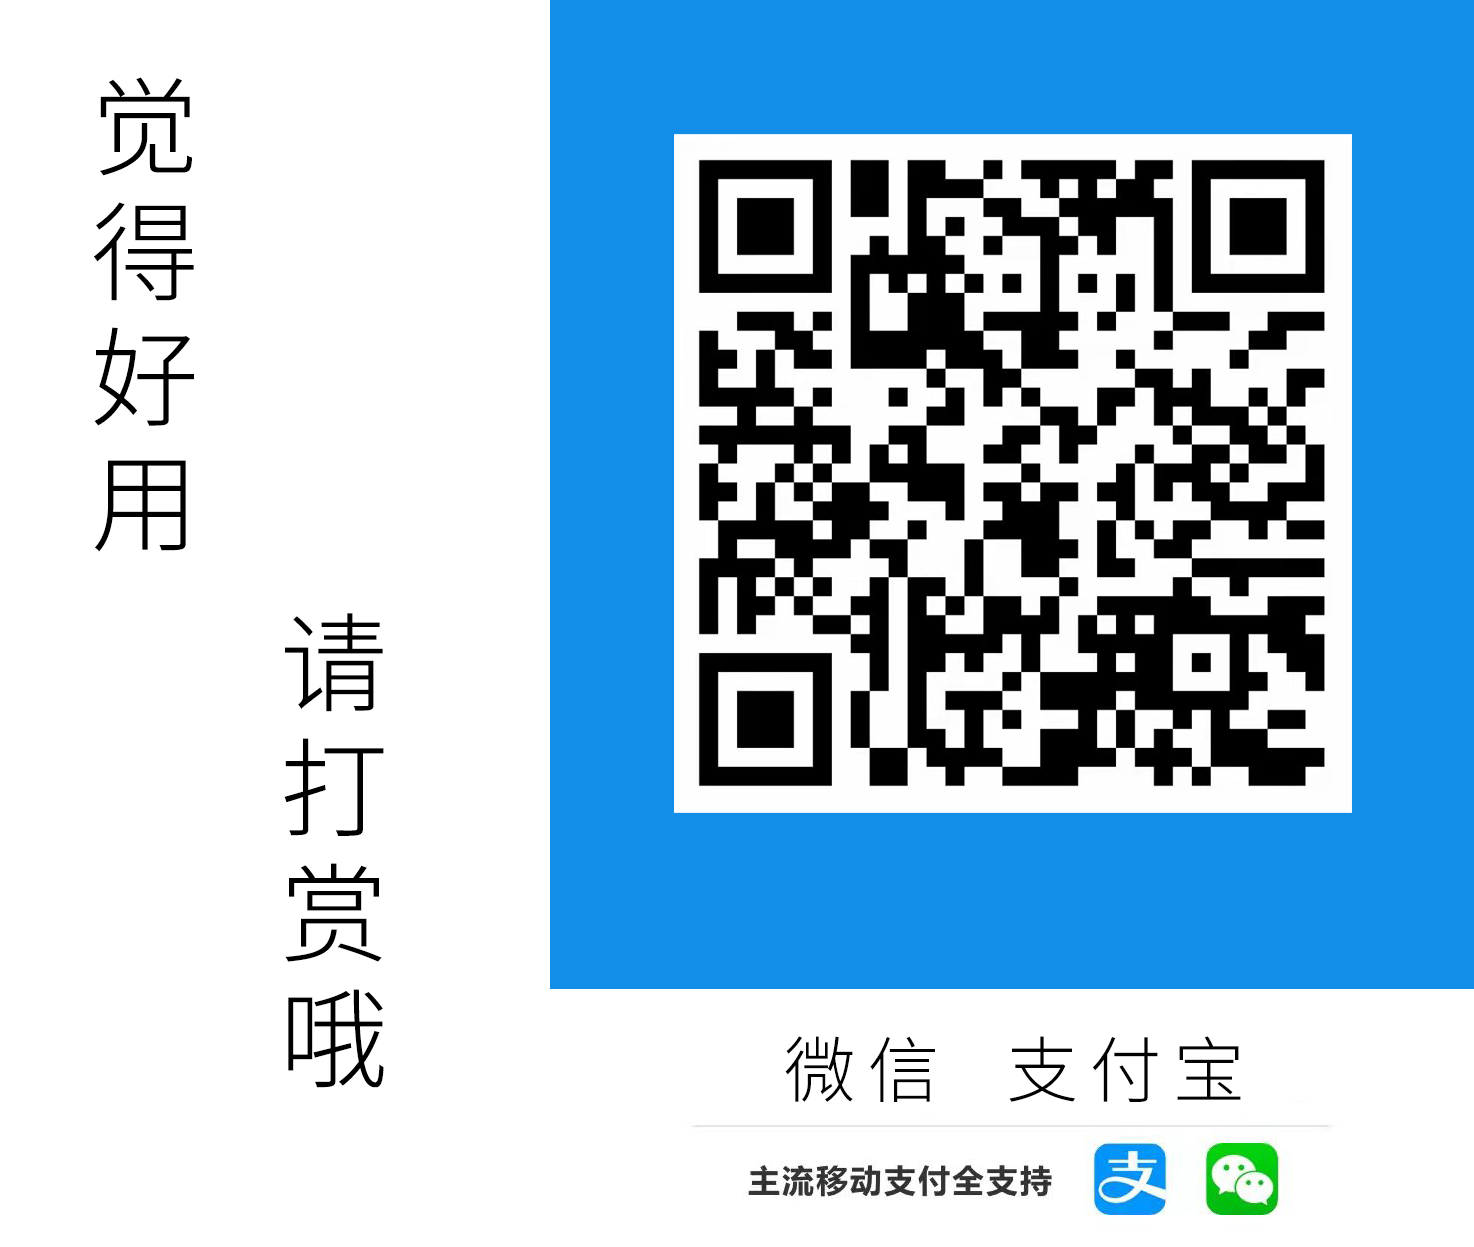 觉得好用
请打赏哦
微信 支付宝
主流移动支付全支持
支